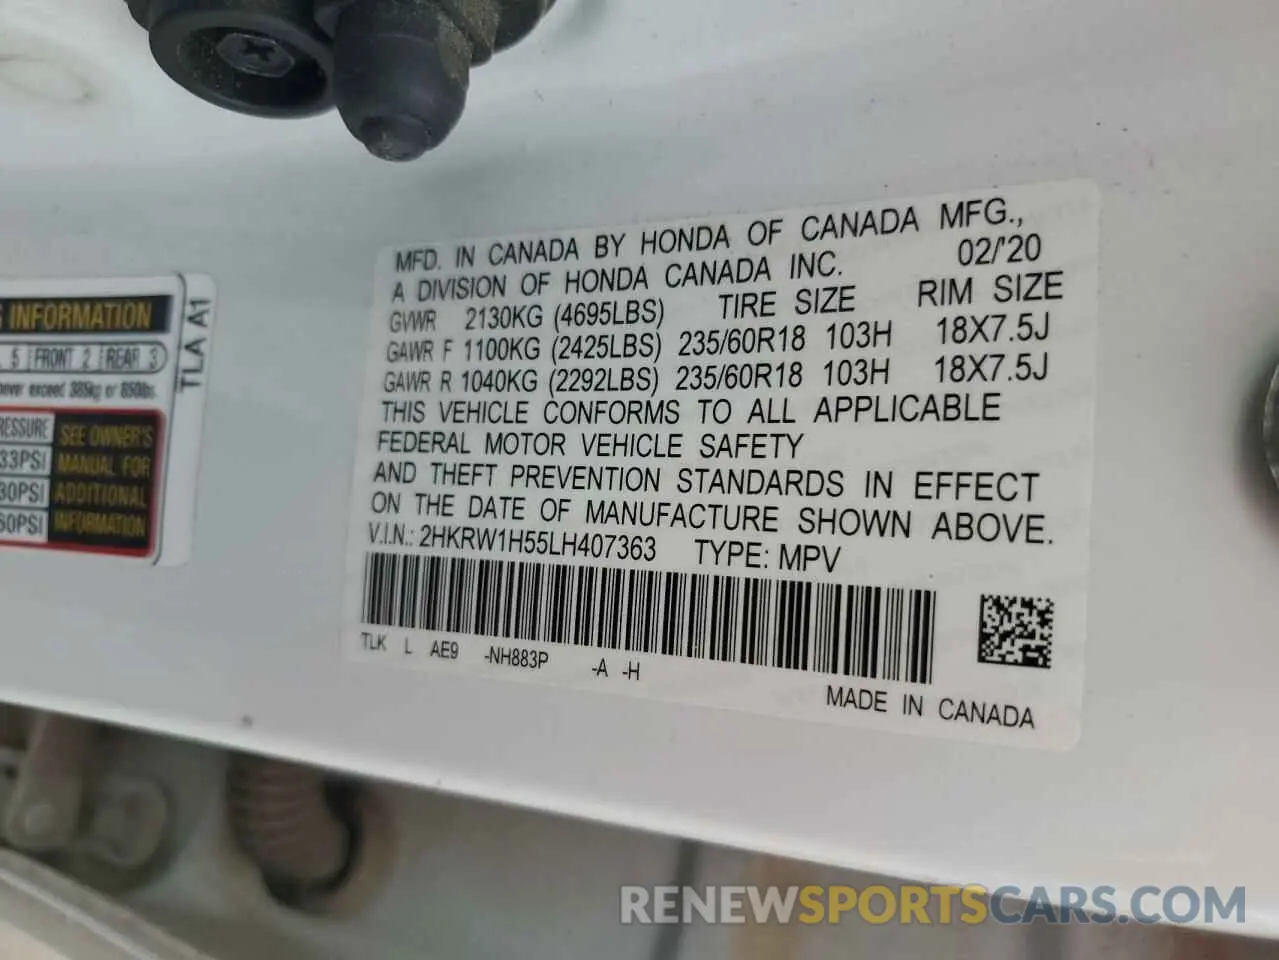 MFD. IN CANADA BY HONDA OF CANADA MFG.,
A DIVISION OF HONDA CANADA INC. 02/'20
GVWR 2130KG (4695LBS) TIRE SIZE RIM SIZE
GAWR F 1100KG (2425LBS) 235/60R18 103H 18X7.5J
GAWR R 1040KG (2292LBS) 235/60R18 103H 18X7.5J
THIS VEHICLE CONFORMS TO ALL APPLICABLE
FEDERAL MOTOR VEHICLE SAFETY
AND THEFT PREVENTION STANDARDS IN EFFECT
ON THE DATE OF MANUFACTURE SHOWN ABOVE.
V.I.N.: 2HKRW1H55LH407363 TYPE: MPV
TLK L AE9 -NH883P -A -H
MADE IN CANADA
INFORMATION
5 FRONT 2 REAR 3
exceed 385kg or 850lbs.
TLA A1
SEE OWNER'S
33PSI MANUAL FOR
30PSI ADDITIONAL
60PSI INFORMATION
RENEWSPORTSCARS.COM